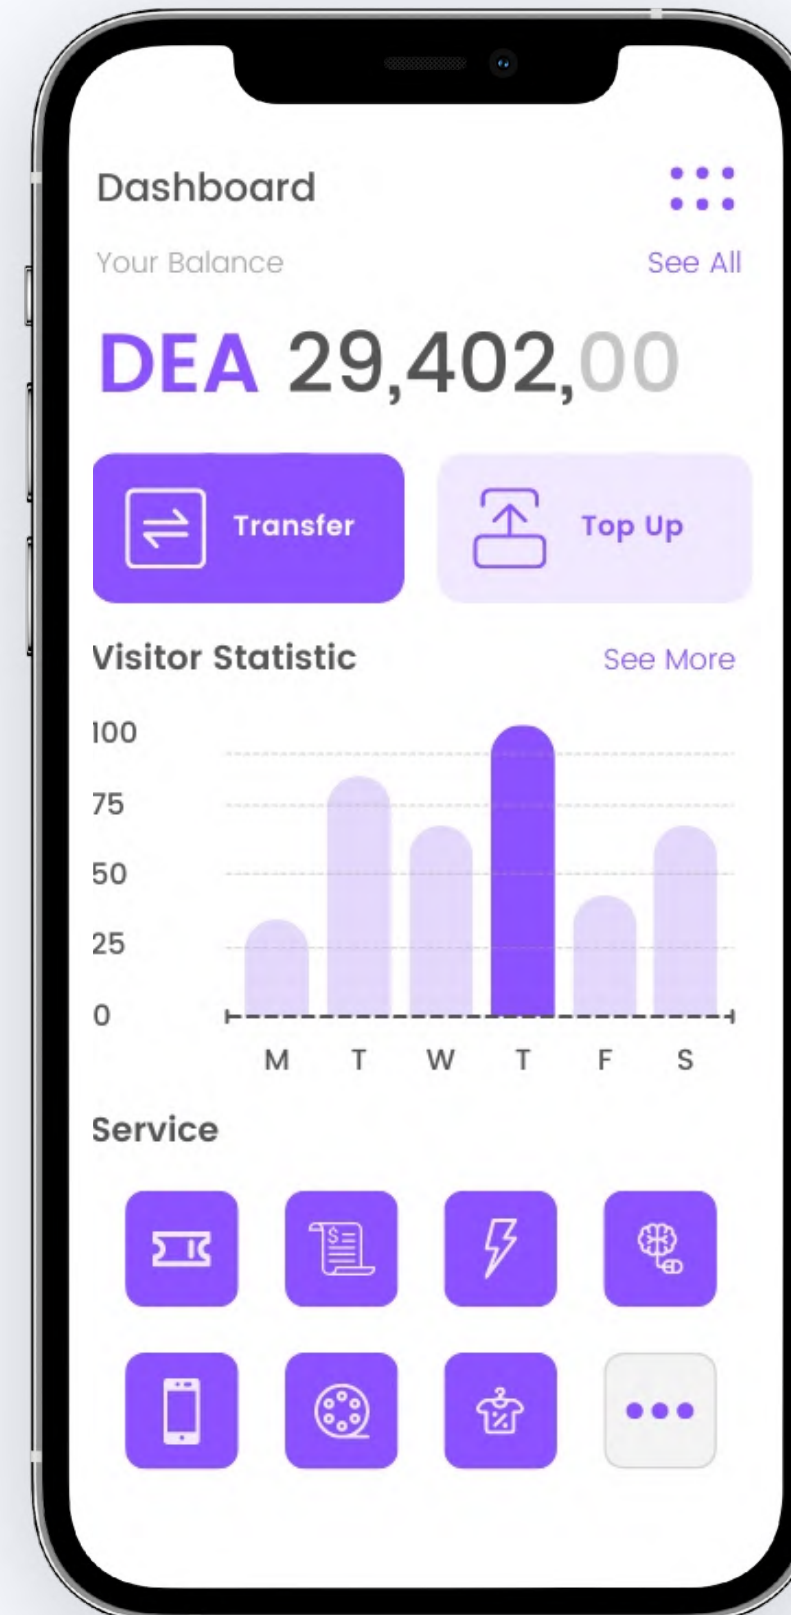 Dashboard
Your Balance See All
DEA 29,402,00
Transfer Top Up
Visitor Statistic See More
100
75
50
25
0
M T W T F S
Service
$
%